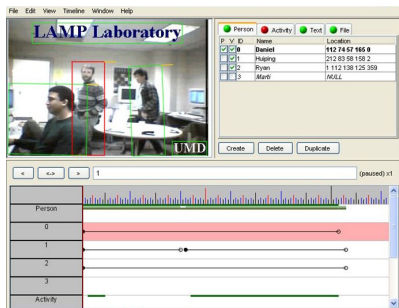 File Edit View Timeline Window Help
LAMP Laboratory
UMD
Person Activity Text File
P V ID Name Location
0 Daniel 112 74 57 165 0
1 Huiping 212 83 58 158 2
2 Ryan 1 112 138 125 359
3 Marti NULL
Create Delete Duplicate
< <-> > 1 (paused) x1
Person
0
1
2
3
Activity